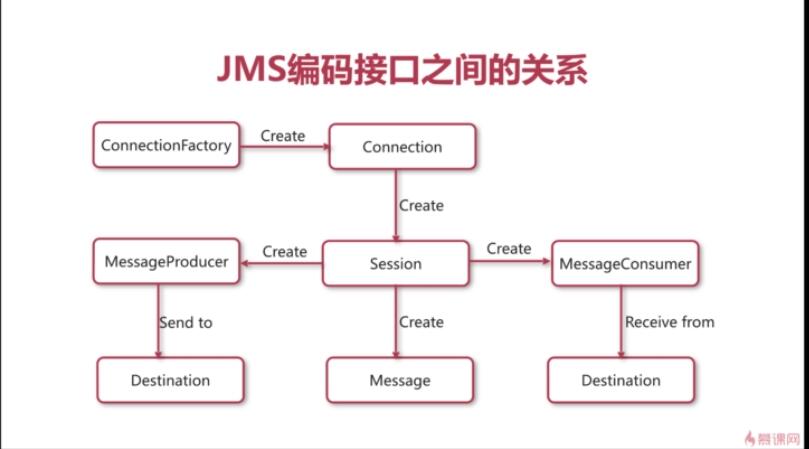 JMS编码接口之间的关系
ConnectionFactory
Create
Connection
Create
MessageProducer
Create
Session
Create
MessageConsumer
Send to
Create
Receive from
Destination
Message
Destination
慕课网